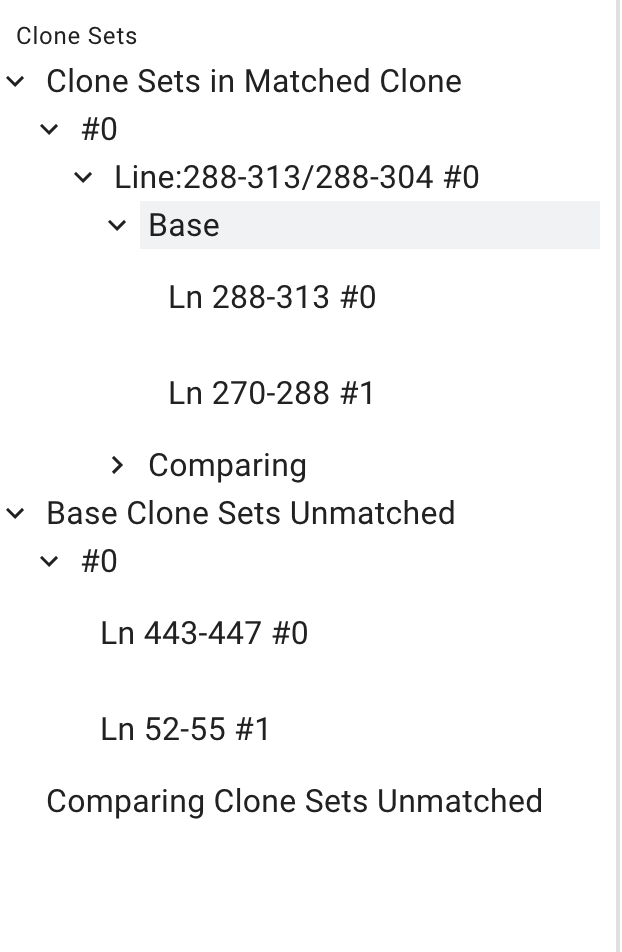 Clone Sets
Clone Sets in Matched Clone
#0
Line:288-313/288-304 #0
Base
Ln 288-313 #0
Ln 270-288 #1
Comparing
Base Clone Sets Unmatched
#0
Ln 443-447 #0
Ln 52-55 #1
Comparing Clone Sets Unmatched